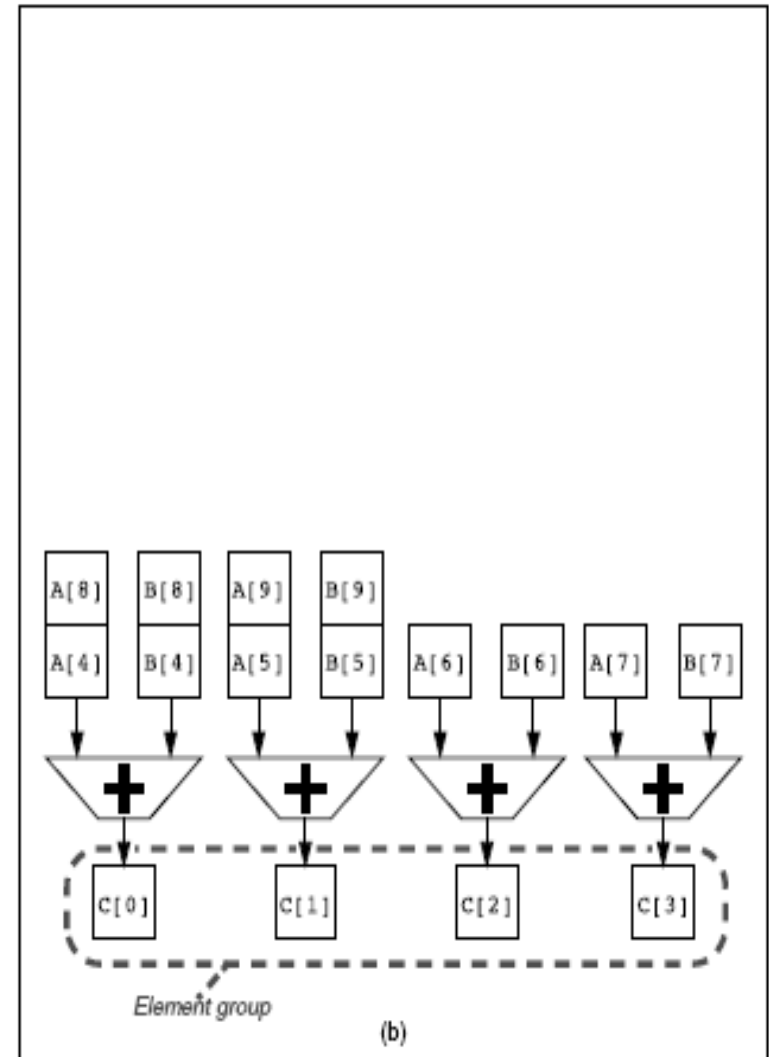 A[8] B[8] A[9] B[9]
A[4] B[4] A[5] B[5] A[6] B[6] A[7] B[7]
+ + + +
C[0] C[1] C[2] C[3]
Element group
(b)